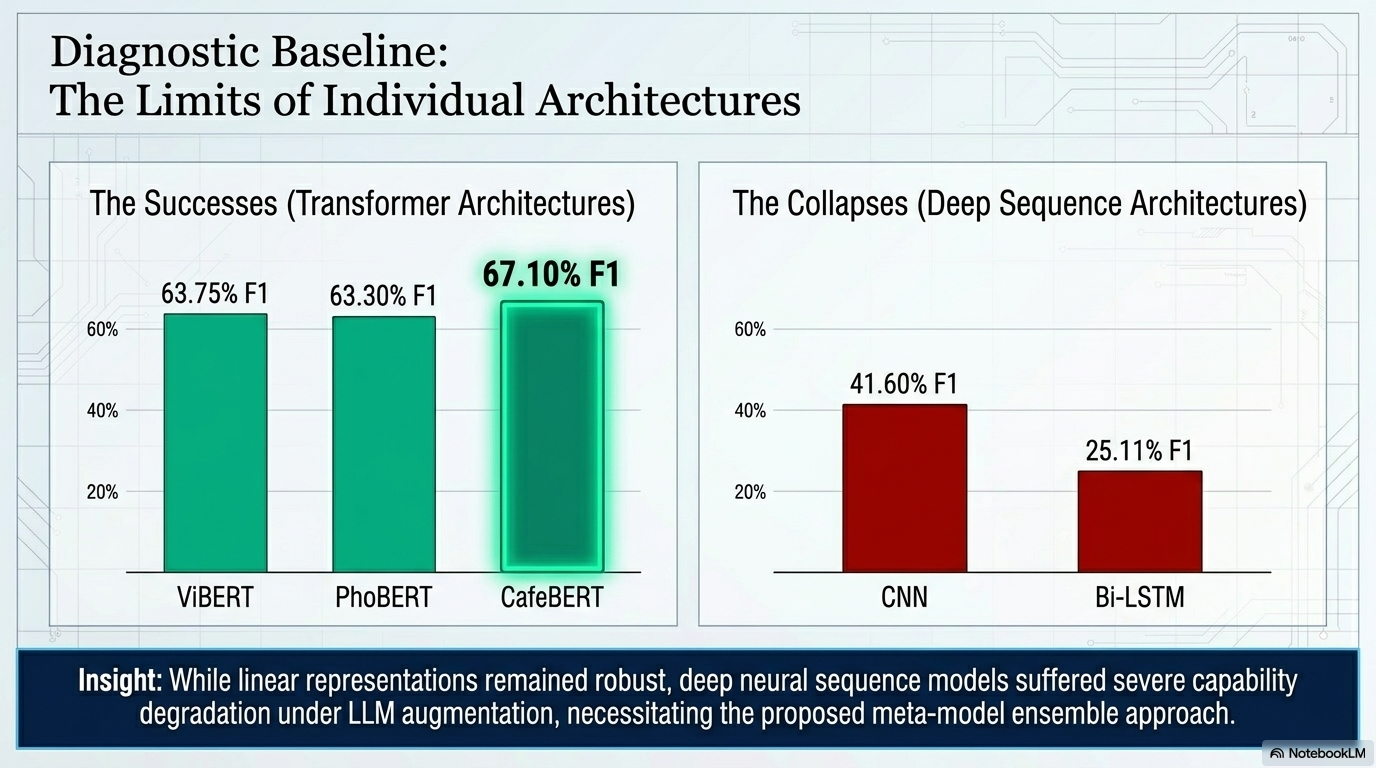 Diagnostic Baseline:
The Limits of Individual Architectures
The Successes (Transformer Architectures)
63.75% F1
63.30% F1
67.10% F1
60%
40%
20%
ViBERT
PhoBERT
CafeBERT
The Collapses (Deep Sequence Architectures)
60%
41.60% F1
40%
25.11% F1
20%
CNN
Bi-LSTM
Insight: While linear representations remained robust, deep neural sequence models suffered severe capability
degradation under LLM augmentation, necessitating the proposed meta-model ensemble approach.
NotebookLM